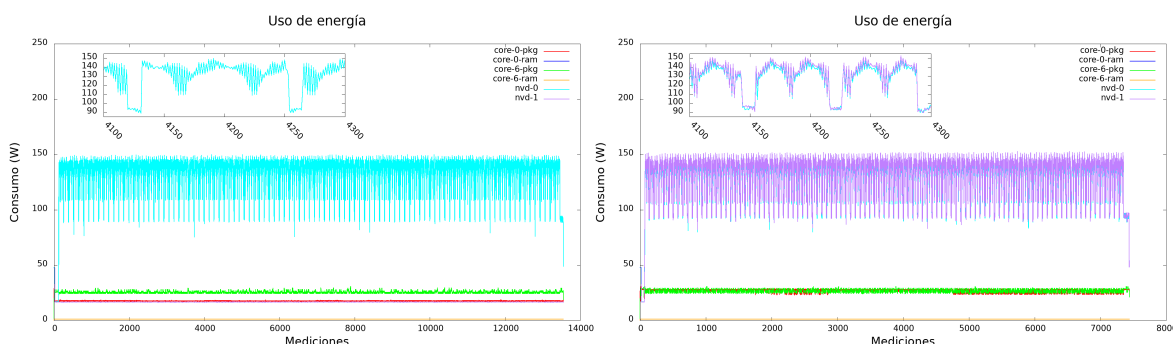 Uso de energía
250
200
150
100
50
0
Consumo (W)
0 2000 4000 6000 8000 10000 12000 14000
Mediciones
core-0-pkg
core-0-ram
core-6-pkg
core-6-ram
nvd-0
nvd-1
150
140
130
120
110
100
90
4100 4150 4200 4250 4300
Uso de energía
250
200
150
100
50
0
Consumo (W)
0 1000 2000 3000 4000 5000 6000 7000 8000
Mediciones
core-0-pkg
core-0-ram
core-6-pkg
core-6-ram
nvd-0
nvd-1
150
140
130
120
110
100
90
4100 4150 4200 4250 4300